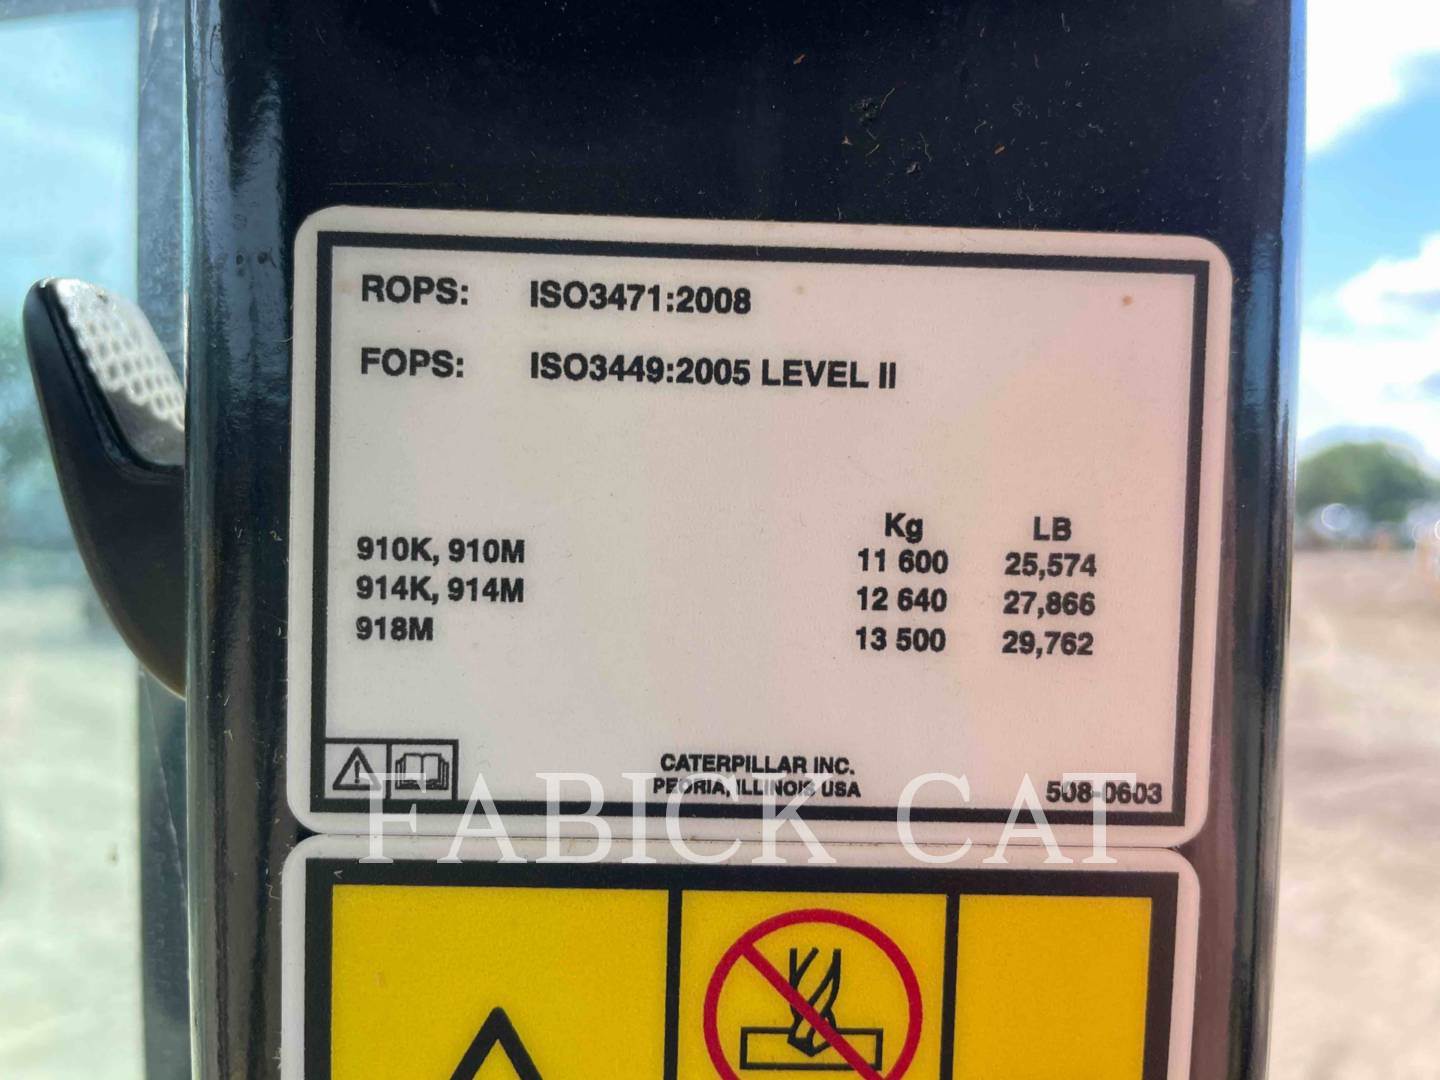 ROPS: ISO3471:2008
FOPS: ISO3449:2005 LEVEL II
Kg LB
910K, 910M 11 600 25,574
914K, 914M 12 640 27,866
918M 13 500 29,762
CATERPILLAR INC.
PEORIA, ILLINOIS USA
508-0603
FABICK CAT